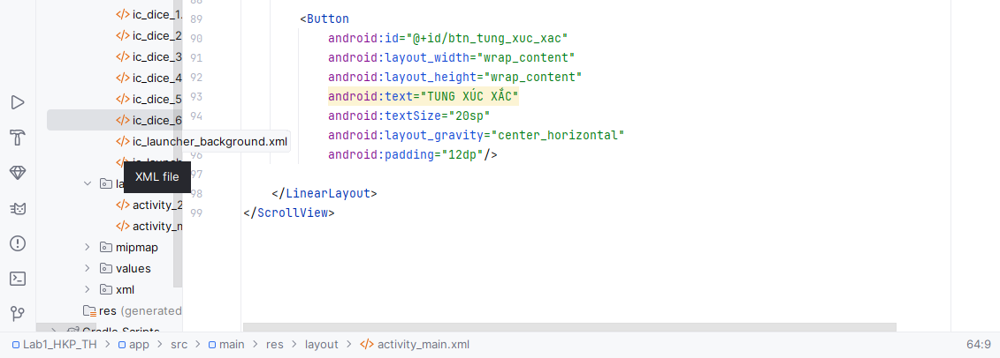 ic_dice_1.
ic_dice_2
ic_dice_3
ic_dice_4
ic_dice_5
ic_dice_6
ic_launcher_background.xml
XML file
activity_2
activity_m
mipmap
values
xml
res (generated
Gradle Scripts
89 <Button
90 android:id="@+id/btn_tung_xuc_xac"
91 android:layout_width="wrap_content"
92 android:layout_height="wrap_content"
93 android:text="TUNG XÚC XẮC"
94 android:textSize="20sp"
android:layout_gravity="center_horizontal"
96 android:padding="12dp"/>
97
98 </LinearLayout>
99 </ScrollView>
Lab1_HKP_TH > app > src > main > res > layout > activity_main.xml
64:9